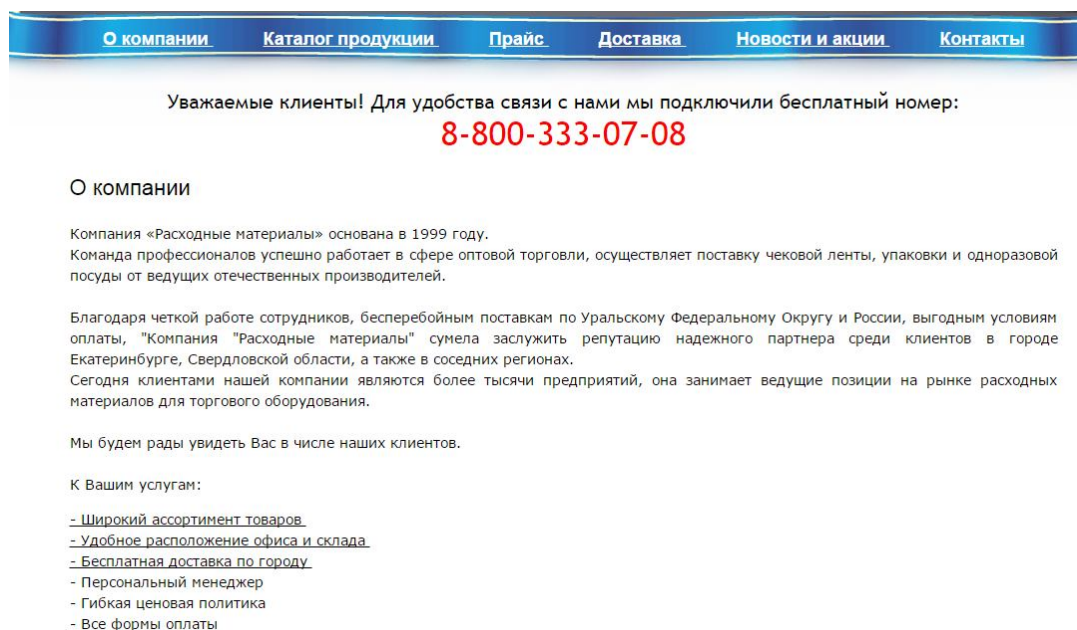 О компании Каталог продукции Прайс Доставка Новости и акции Контакты
Уважаемые клиенты! Для удобства связи с нами мы подключили бесплатный номер:
8-800-333-07-08
О компании
Компания «Расходные материалы» основана в 1999 году.
Команда профессионалов успешно работает в сфере оптовой торговли, осуществляет поставку чековой ленты, упаковки и одноразовой
посуды от ведущих отечественных производителей.
Благодаря четкой работе сотрудников, бесперебойным поставкам по Уральскому Федеральному Округу и России, выгодным условиям
оплаты, "Компания "Расходные материалы" сумела заслужить репутацию надежного партнера среди клиентов в городе
Екатеринбурге, Свердловской области, а также в соседних регионах.
Сегодня клиентами нашей компании являются более тысячи предприятий, она занимает ведущие позиции на рынке расходных
материалов для торгового оборудования.
Мы будем рады увидеть Вас в числе наших клиентов.
К Вашим услугам:
- Широкий ассортимент товаров
- Удобное расположение офиса и склада
- Бесплатная доставка по городу
- Персональный менеджер
- Гибкая ценовая политика
- Все формы оплаты